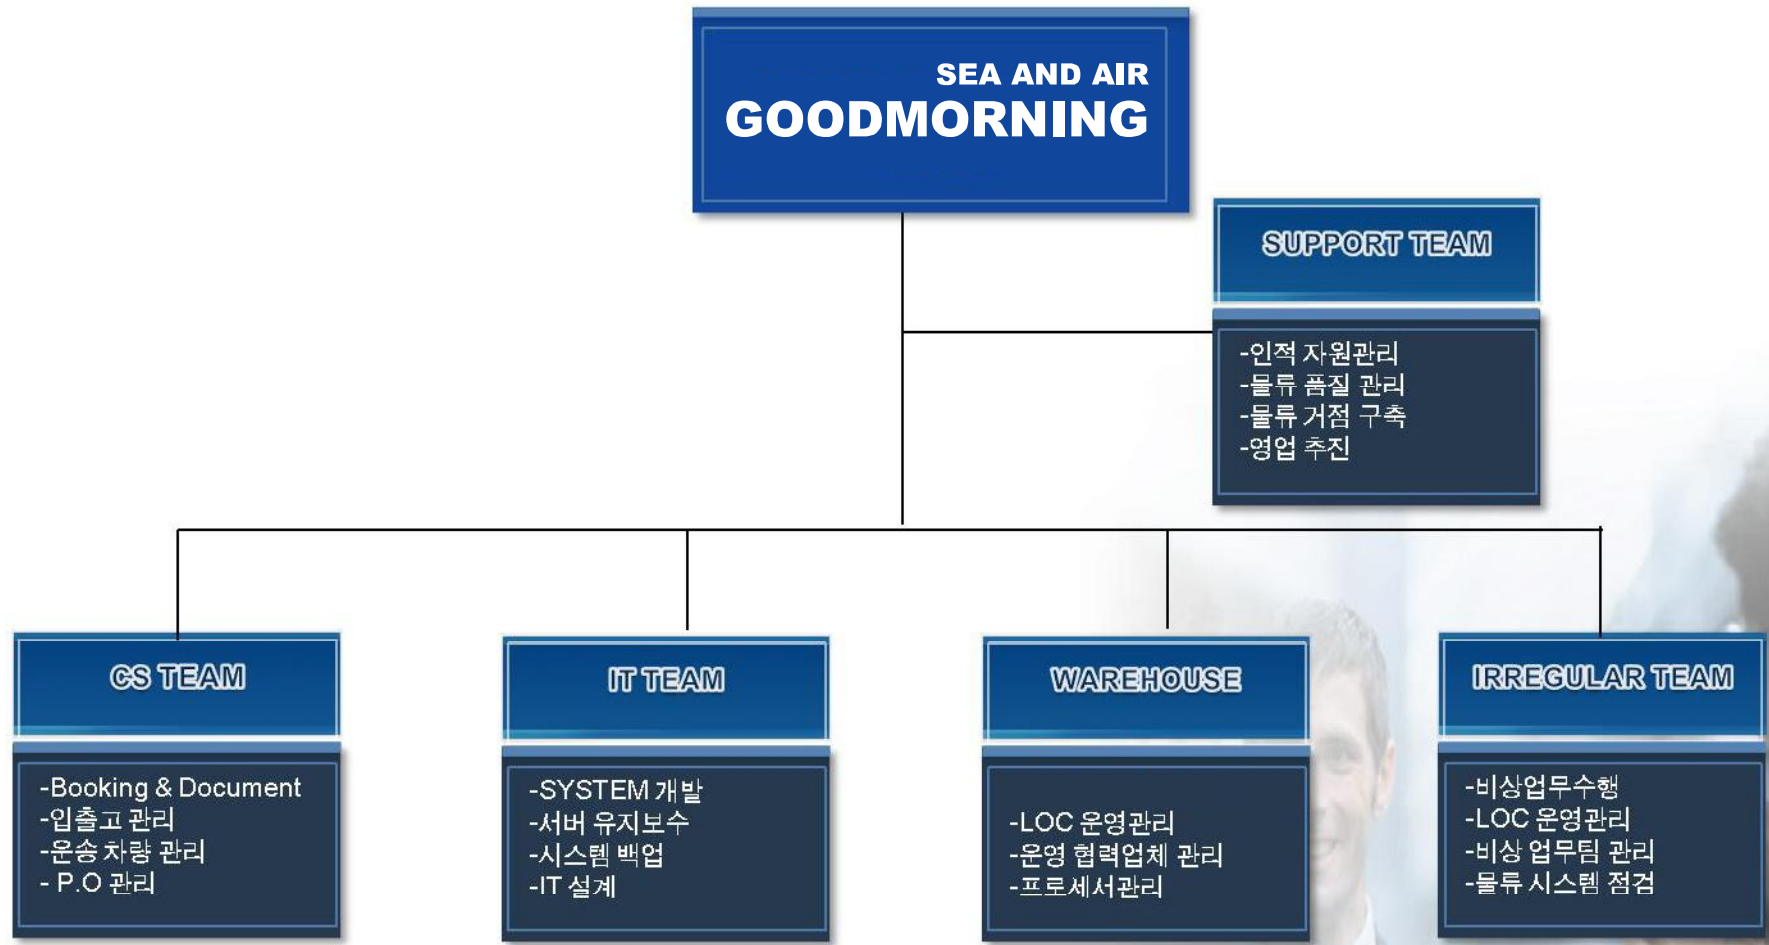 SEA AND AIR
GOODMORNING
SUPPORT TEAM
-인적 자원관리
-물류 품질 관리
-물류 거점 구축
-영업 추진
CS TEAM
-Booking & Document
-입출고 관리
-운송 차량 관리
- P.O 관리
IT TEAM
-SYSTEM 개발
-서버 유지보수
-시스템 백업
-IT 설계
WAREHOUSE
-LOC 운영관리
-운영 협력업체 관리
-프로세서관리
IRREGULAR TEAM
-비상업무수행
-LOC 운영관리
-비상 업무팀 관리
-물류 시스템 점검